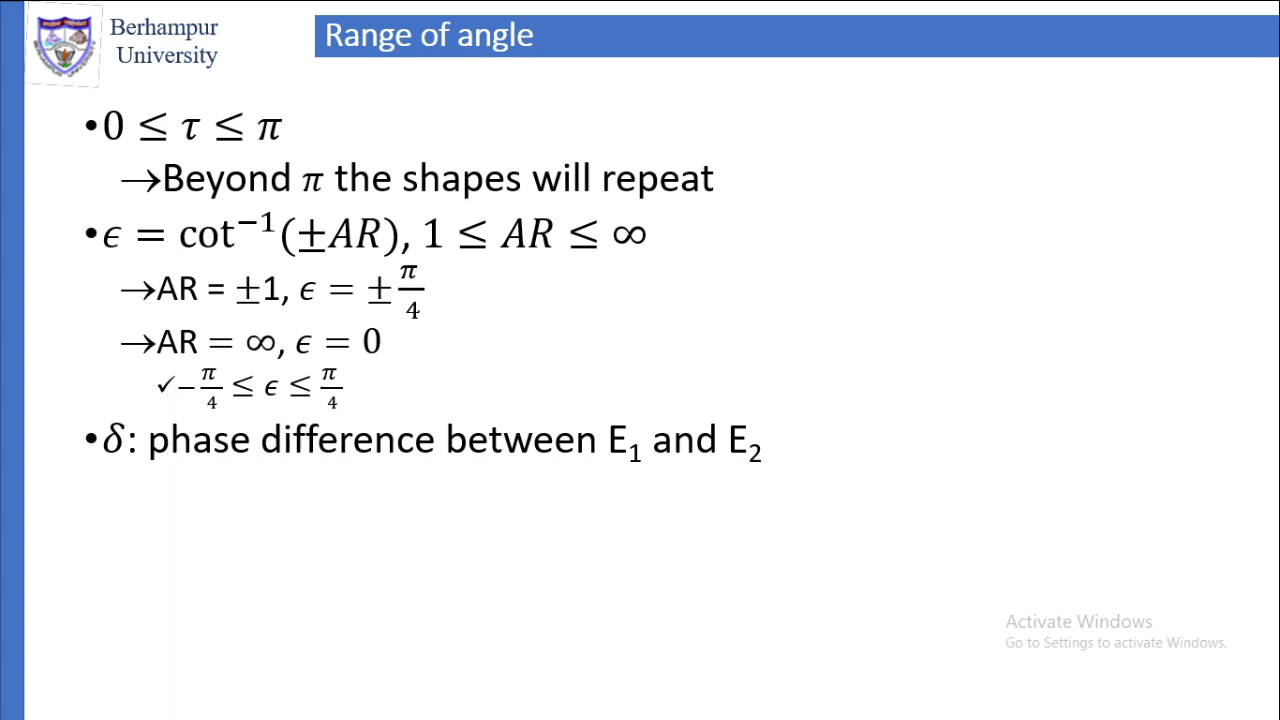 Berhampur
University
Range of angle
•0 ≤ τ ≤ π
→Beyond π the shapes will repeat
•ϵ = cot⁻¹(±AR), 1 ≤ AR ≤ ∞
→AR = ±1, ϵ = ±π/4
→AR = ∞, ϵ = 0
✓−π/4 ≤ ϵ ≤ π/4
•δ: phase difference between E₁ and E₂
Activate Windows
Go to Settings to activate Windows.